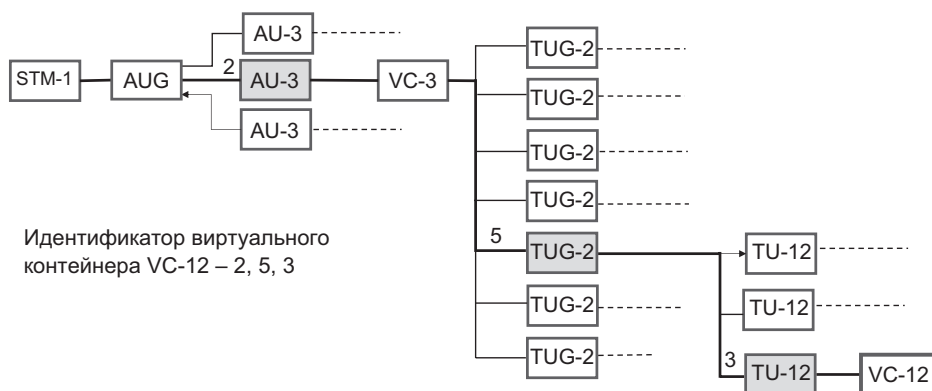 AU-3
TUG-2
STM-1 AUG 2 AU-3 VC-3
TUG-2
AU-3
TUG-2
TUG-2
Идентификатор виртуального
контейнера VC-12 – 2, 5, 3
5 TUG-2 TU-12
TUG-2 TU-12
TUG-2
3 TU-12 VC-12